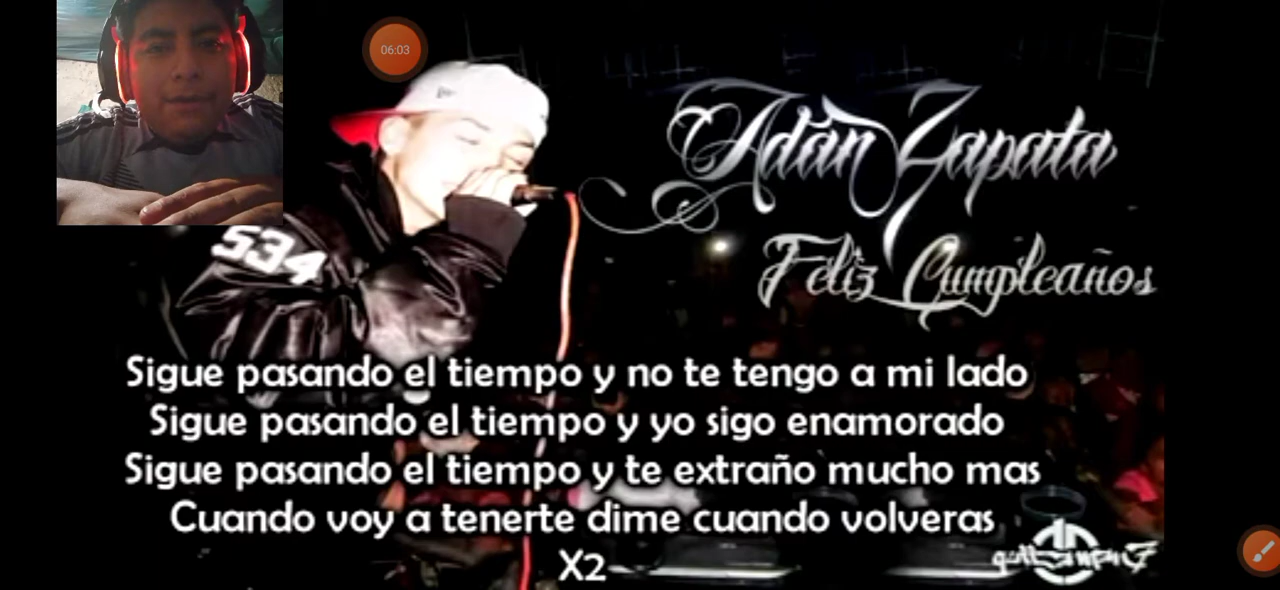 06:03
534
Adán Zapata
Feliz Cumpleaños
Sigue pasando el tiempo y no te tengo a mi lado
Sigue pasando el tiempo y yo sigo enamorado
Sigue pasando el tiempo y te extraño mucho mas
Cuando voy a tenerte dime cuando volveras
X2